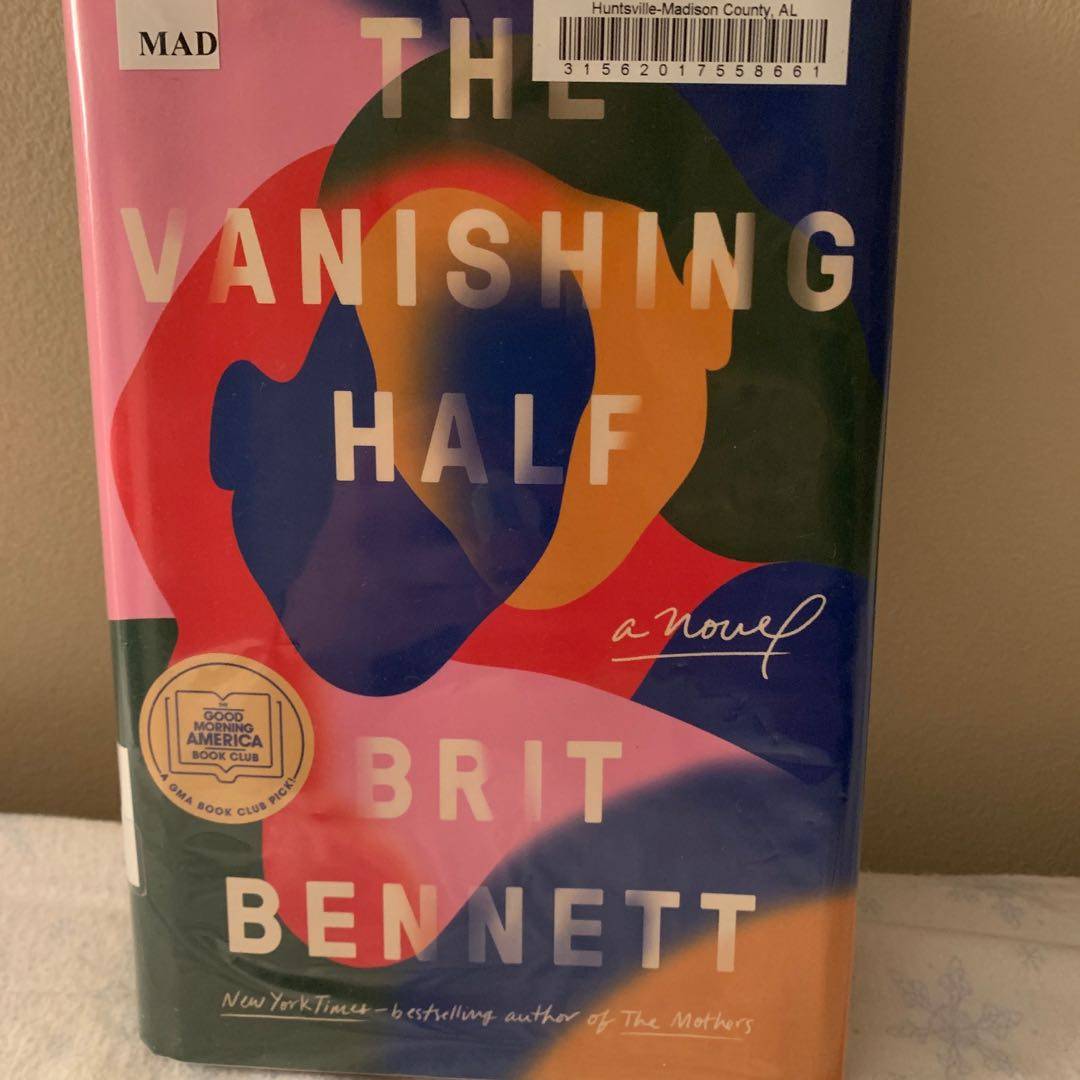 MAD
Huntsville-Madison County, AL
31562017558661
THE
VANISHING
HALF
a novel
THE
GOOD
MORNING
AMERICA
BOOK CLUB
A GMA BOOK CLUB PICK!
BRIT
BENNETT
New York Times-bestselling author of The Mothers